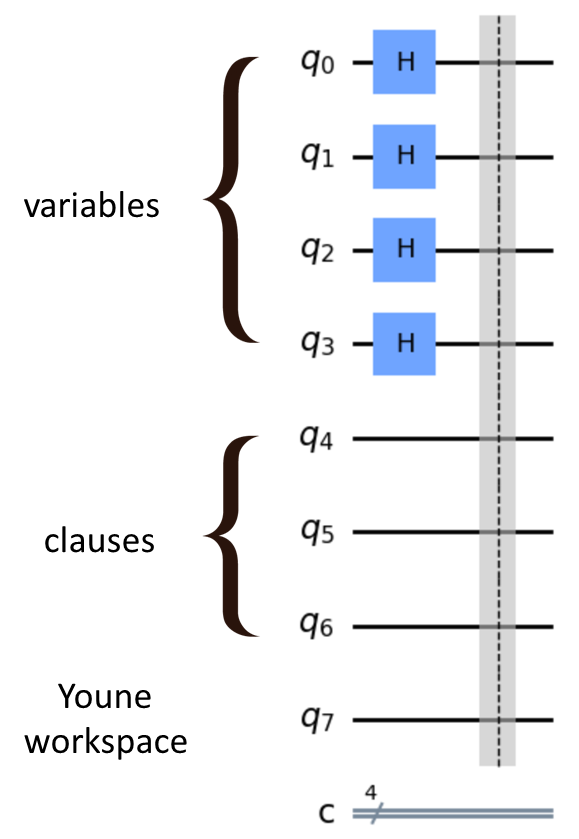 q0 H
q1 H
variables
q2 H
q3 H
q4
clauses
q5
q6
Youne
workspace
q7
4
c